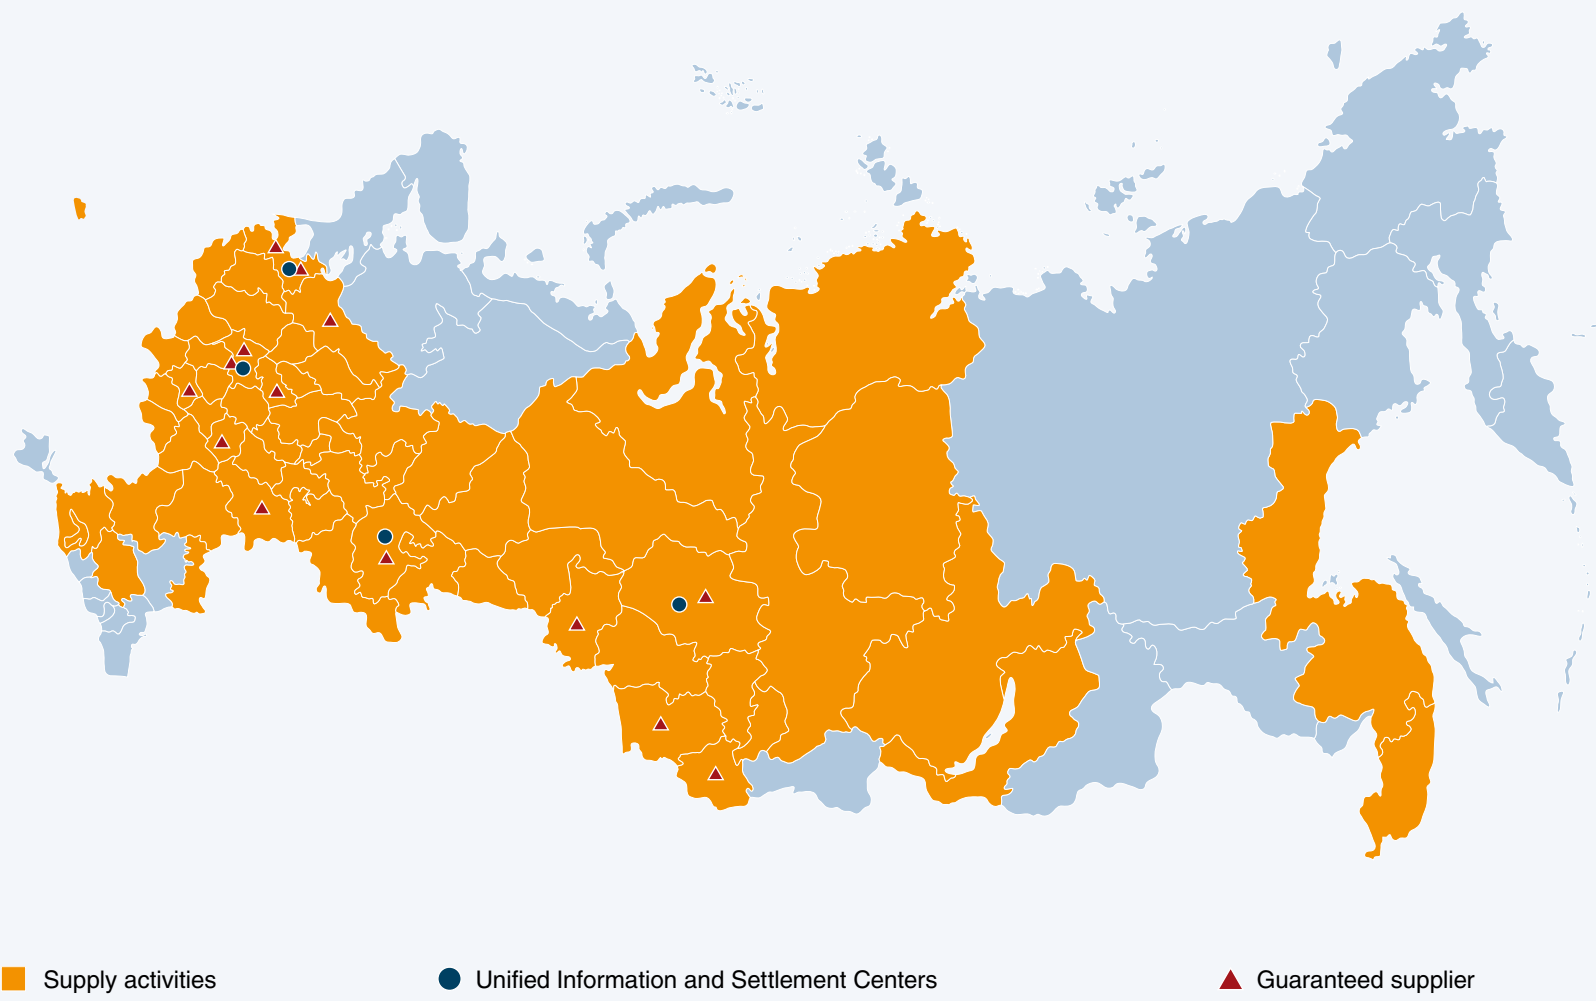 Supply activities
Unified Information and Settlement Centers
Guaranteed supplier